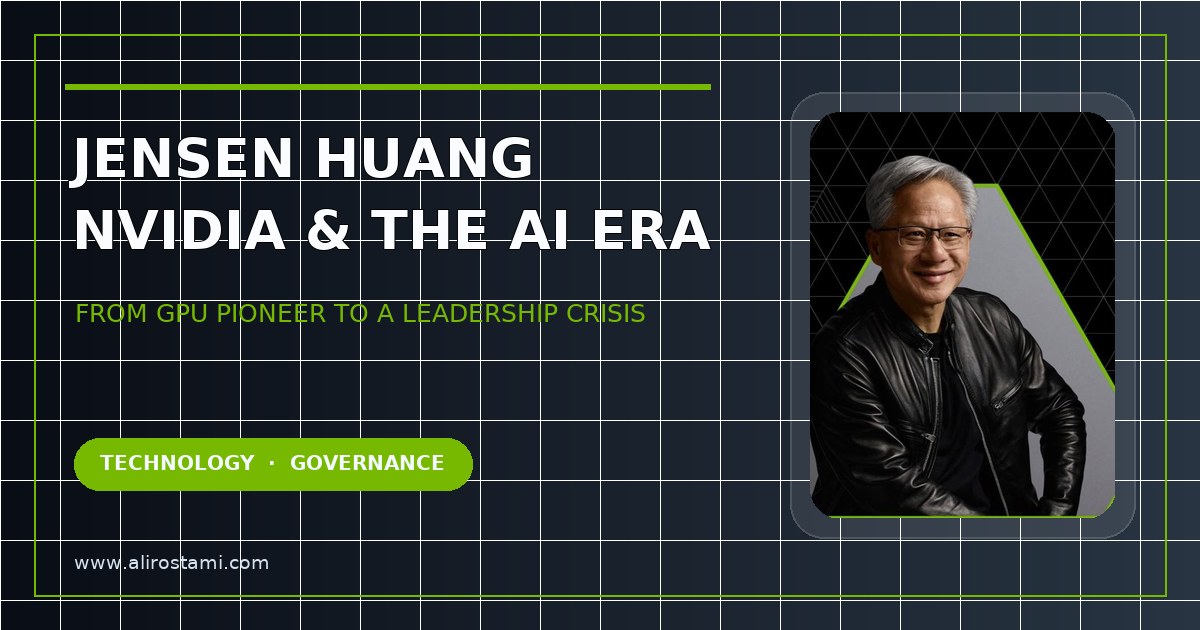 JENSEN HUANG
NVIDIA & THE AI ERA
FROM GPU PIONEER TO A LEADERSHIP CRISIS
TECHNOLOGY · GOVERNANCE
www.alirostami.com